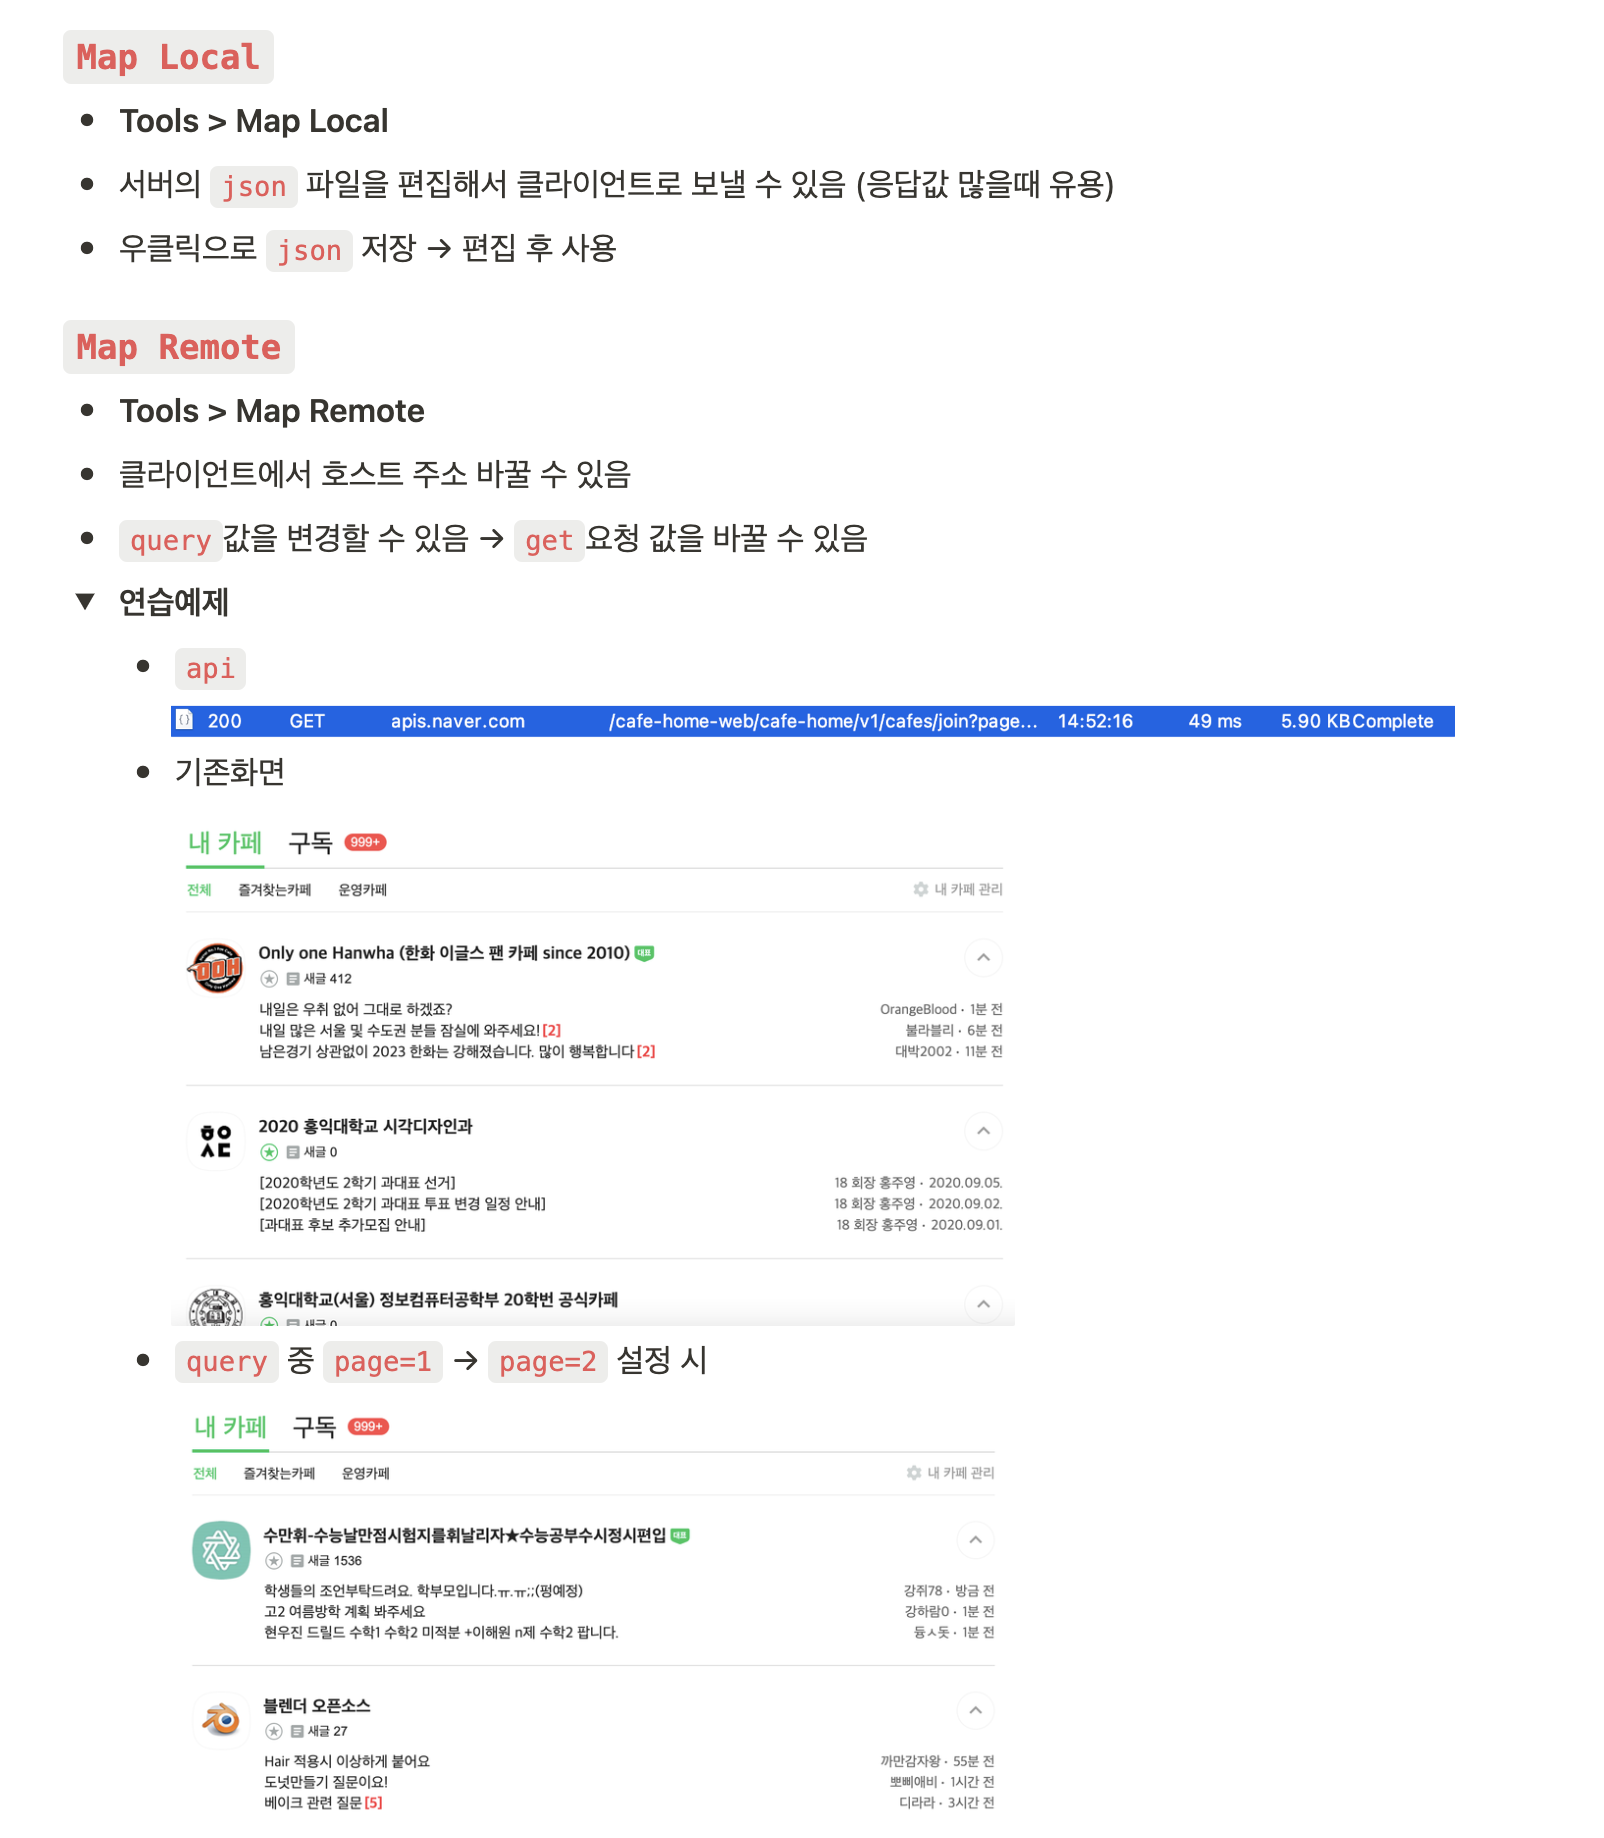 Map Local
Tools > Map Local
서버의 json 파일을 편집해서 클라이언트로 보낼 수 있음 (응답값 많을때 유용)
우클릭으로 json 저장 → 편집 후 사용
Map Remote
Tools > Map Remote
클라이언트에서 호스트 주소 바꿀 수 있음
query값을 변경할 수 있음 → get요청 값을 바꿀 수 있음
연습예제
api
200 GET apis.naver.com /cafe-home-web/cafe-home/v1/cafes/join?page... 14:52:16 49 ms 5.90 KB Complete
기존화면
내 카페 구독 999+
전체 즐겨찾는카페 운영카페 내 카페 관리
Only one Hanwha (한화 이글스 팬 카페 since 2010) 대표
새글 412
내일은 우취 없어 그대로 하겠죠? OrangeBlood · 1분 전
내일 많은 서울 및 수도권 분들 잠실에 와주세요! [2] 불라블리 · 6분 전
남은경기 상관없이 2023 한화는 강해졌습니다. 많이 행복합니다 [2] 대박2002 · 11분 전
2020 홍익대학교 시각디자인과
새글 0
[2020학년도 2학기 과대표 선거] 18 회장 홍주영 · 2020.09.05.
[2020학년도 2학기 과대표 투표 변경 일정 안내] 18 회장 홍주영 · 2020.09.02.
[과대표 후보 추가모집 안내] 18 회장 홍주영 · 2020.09.01.
홍익대학교(서울) 정보컴퓨터공학부 20학번 공식카페
새글 0
query 중 page=1 → page=2 설정 시
내 카페 구독 999+
전체 즐겨찾는카페 운영카페 내 카페 관리
수만휘-수능날만점시험지를휘날리자★수능공부수시정시편입 대표
새글 1536
학생들의 조언부탁드려요. 학부모입니다.ㅠ.ㅠ;;(펑예정) 강쥐78 · 방금 전
고2 여름방학 계획 봐주세요 강하람0 · 1분 전
현우진 드릴드 수학1 수학2 미적분 +이해원 n제 수학2 팝니다. 1분 전
블렌더 오픈소스
새글 27
Hair 적용시 이상하게 붙어요 까만감자왕 · 55분 전
도넛만들기 질문이요! 뽀삐애비 · 1시간 전
베이크 관련 질문 [5] 디라라 · 3시간 전